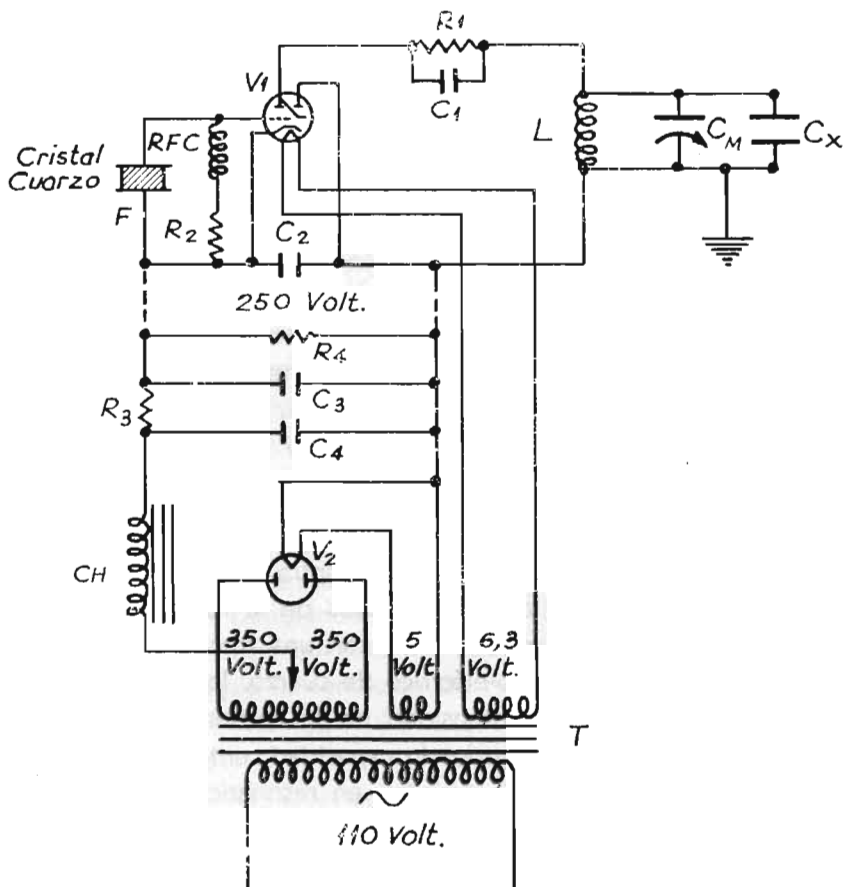 R1
V1
C1
RFC
L
CM
Cx
Cristal
Cuarzo
F
R2
C2
250 Volt.
R4
R3
C3
C4
V2
CH
350
Volt.
350
Volt.
5
Volt
6,3
Volt.
T
110 Volt.